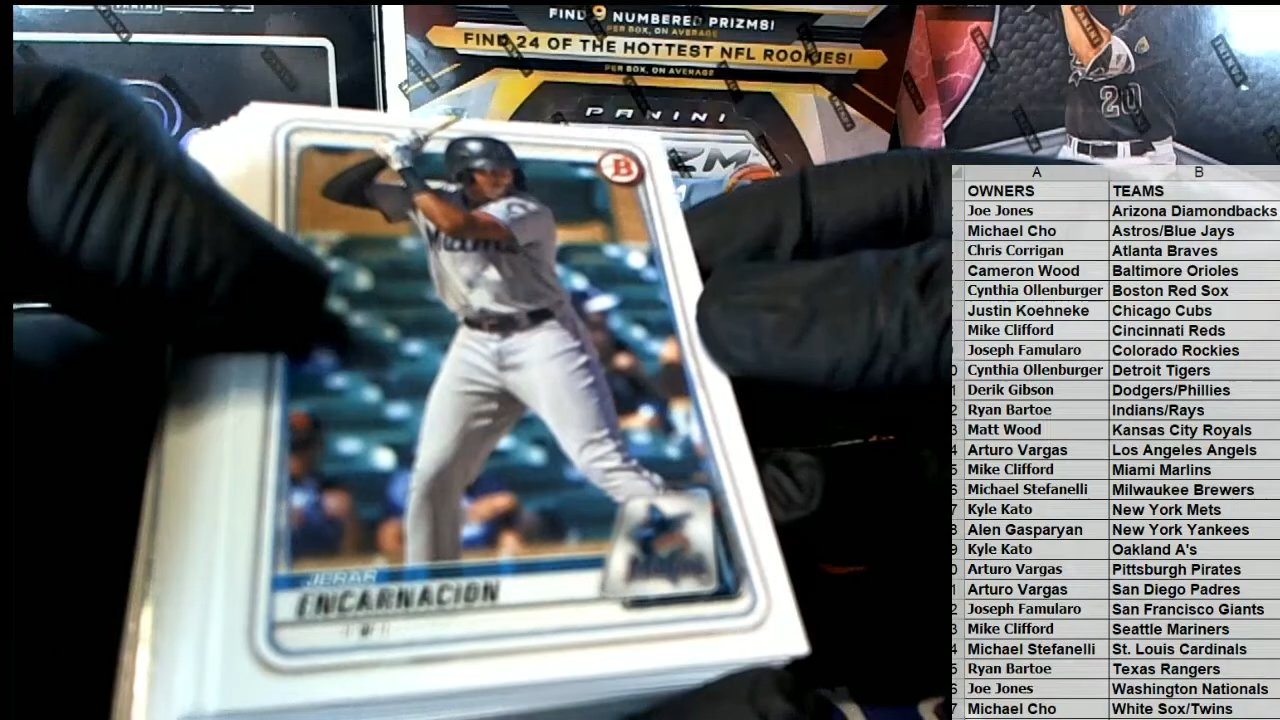 FIND 9 NUMBERED PRIZMS!
PER BOX, ON AVERAGE
FIND 24 OF THE HOTTEST NFL ROOKIES!
PER BOX, ON AVERAGE
PANINI
20
B
Miami
JERAR
ENCARNACION
A B
OWNERS TEAMS
Joe Jones Arizona Diamondbacks
Michael Cho Astros/Blue Jays
Chris Corrigan Atlanta Braves
Cameron Wood Baltimore Orioles
Cynthia Ollenburger Boston Red Sox
Justin Koehneke Chicago Cubs
Mike Clifford Cincinnati Reds
Joseph Famularo Colorado Rockies
Cynthia Ollenburger Detroit Tigers
Derik Gibson Dodgers/Phillies
Ryan Bartoe Indians/Rays
Matt Wood Kansas City Royals
Arturo Vargas Los Angeles Angels
Mike Clifford Miami Marlins
Michael Stefanelli Milwaukee Brewers
Kyle Kato New York Mets
Alen Gasparyan New York Yankees
Kyle Kato Oakland A's
Arturo Vargas Pittsburgh Pirates
Arturo Vargas San Diego Padres
Joseph Famularo San Francisco Giants
Mike Clifford Seattle Mariners
Michael Stefanelli St. Louis Cardinals
Ryan Bartoe Texas Rangers
Joe Jones Washington Nationals
Michael Cho White Sox/Twins